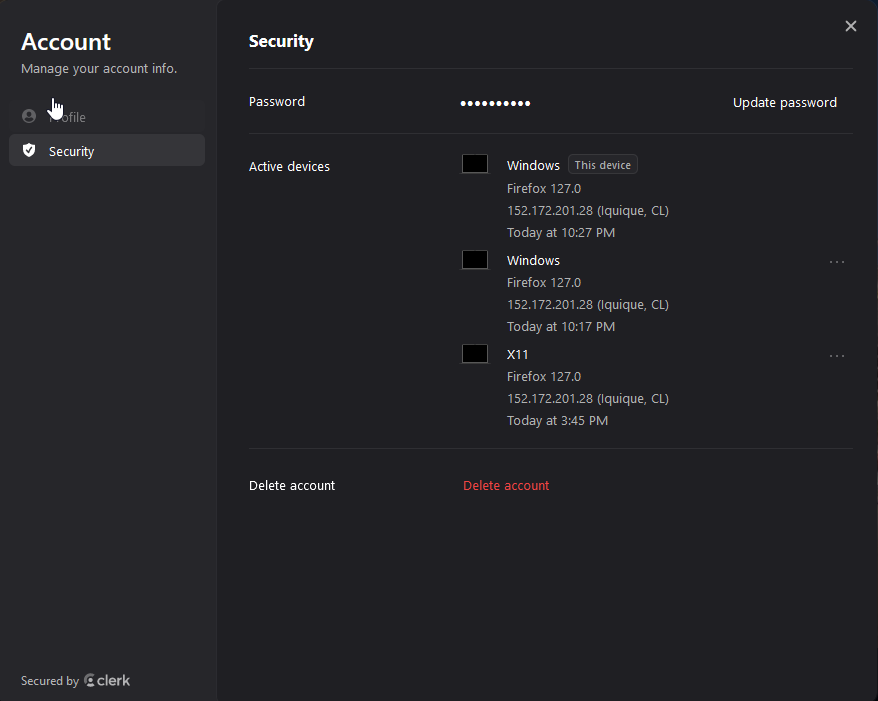 Account
Manage your account info.
Profile
Security
Secured by clerk
Security
Password
••••••••••
Update password
Active devices
Windows This device
Firefox 127.0
152.172.201.28 (Iquique, CL)
Today at 10:27 PM
Windows
...
Firefox 127.0
152.172.201.28 (Iquique, CL)
Today at 10:17 PM
X11
...
Firefox 127.0
152.172.201.28 (Iquique, CL)
Today at 3:45 PM
Delete account
Delete account